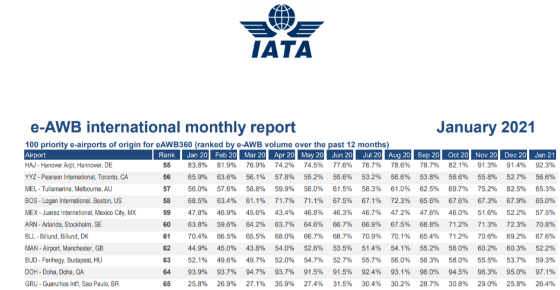 IATA
e-AWB international monthly report January 2021
100 priority e-airports of origin for eAWB360 (ranked by e-AWB volume over the past 12 months)
Airport Rank Jan 20 Feb 20 Mar 20 Apr 20 May 20 Jun 20 Jul 20 Aug 20 Sep 20 Oct 20 Nov 20 Dec 20 Jan 21
HAJ - Hanover Arpt, Hannover, DE 55 83.8% 81.9% 76.9% 74.2% 74.5% 77.6% 76.7% 78.6% 78.7% 82.1% 91.3% 91.4% 92.3%
YYZ - Pearson International, Toronto, CA 56 65.9% 63.6% 56.1% 57.8% 55.2% 55.6% 53.2% 56.6% 53.8% 56.6% 55.8% 52.7% 56.6%
MEL - Tullamarine, Melbourne, AU 57 56.0% 57.6% 58.8% 59.9% 58.0% 61.5% 58.3% 61.0% 62.5% 69.7% 75.2% 82.5% 65.3%
BOS - Logan International, Boston, US 58 68.5% 63.4% 61.1% 71.7% 71.1% 67.5% 67.1% 72.3% 65.6% 67.6% 67.3% 67.9% 65.0%
MEX - Juarez International, Mexico City, MX 59 47.8% 46.9% 45.6% 43.4% 46.8% 46.3% 46.7% 47.2% 47.6% 46.0% 51.6% 52.2% 57.5%
ARN - Arlanda, Stockholm, SE 60 63.8% 59.6% 64.2% 63.7% 64.6% 66.7% 66.9% 67.5% 68.8% 71.2% 71.3% 72.3% 70.8%
BLL - Billund, Billund, DK 61 70.4% 66.5% 65.5% 68.0% 66.7% 68.7% 70.9% 70.1% 65.4% 71.2% 70.6% 69.2% 67.6%
MAN - Airport, Manchester, GB 62 44.9% 45.0% 43.8% 54.0% 52.6% 53.5% 51.4% 54.1% 55.2% 56.0% 60.2% 60.3% 52.2%
BUD - Ferihegy, Budapest, HU 63 52.1% 49.6% 49.7% 52.0% 54.7% 52.7% 55.7% 56.0% 56.3% 58.0% 55.5% 53.7% 59.3%
DOH - Doha, Doha, QA 64 93.9% 93.7% 94.7% 93.7% 91.5% 91.5% 92.4% 93.1% 96.0% 94.5% 96.3% 95.0% 97.1%
GRU - Guarulhos Intl, Sao Paulo, BR 65 25.8% 26.9% 27.1% 35.9% 27.4% 31.5% 30.4% 30.2% 28.7% 30.8% 29.0% 25.8% 26.4%